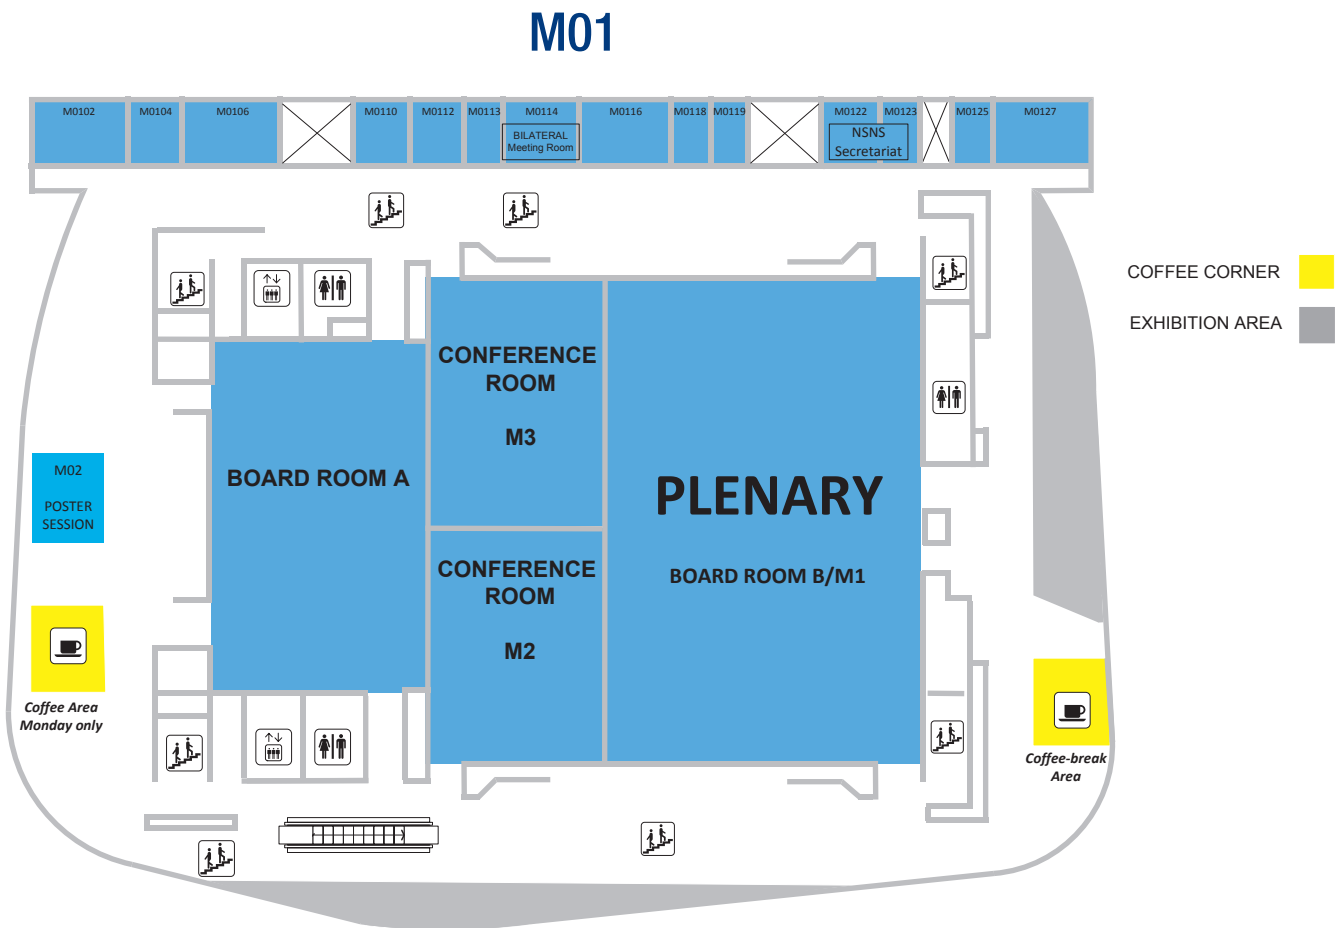 M01
M0102
M0104
M0106
M0110
M0112
M0113
M0114
M0116
M0118
M0119
M0122
M0123
M0125
M0127
BILATERAL
Meeting Room
NSNS
Secretariat
COFFEE CORNER
EXHIBITION AREA
CONFERENCE
ROOM
M3
BOARD ROOM A
PLENARY
BOARD ROOM B/M1
M02
POSTER
SESSION
CONFERENCE
ROOM
M2
Coffee Area
Monday only
Coffee-break
Area